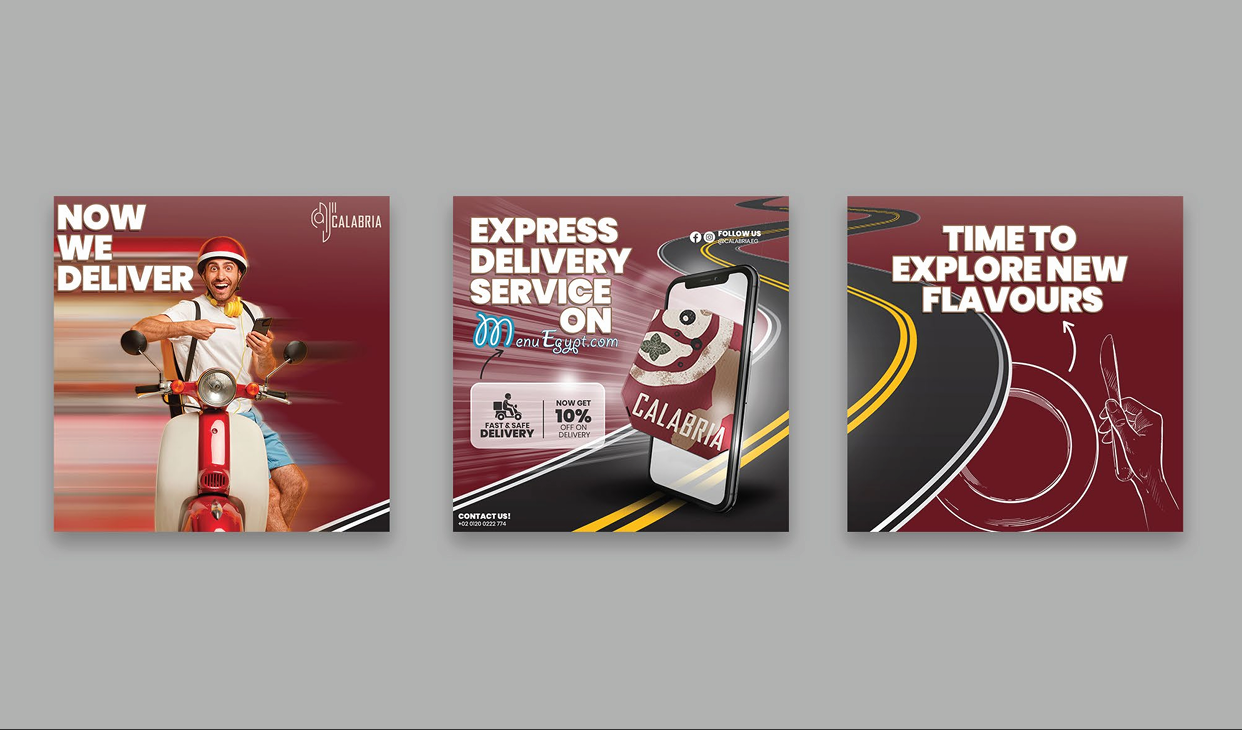 NOW
WE
DELIVER
CALABRIA
EXPRESS
DELIVERY
SERVICE
ON
MenuEgypt.com
FOLLOW US
@CALABRIA.EG
FAST & SAFE
DELIVERY
NOW GET
10%
OFF ON
DELIVERY
CALABRIA
CONTACT US!
+02 0120 0222 774
TIME TO
EXPLORE NEW
FLAVOURS